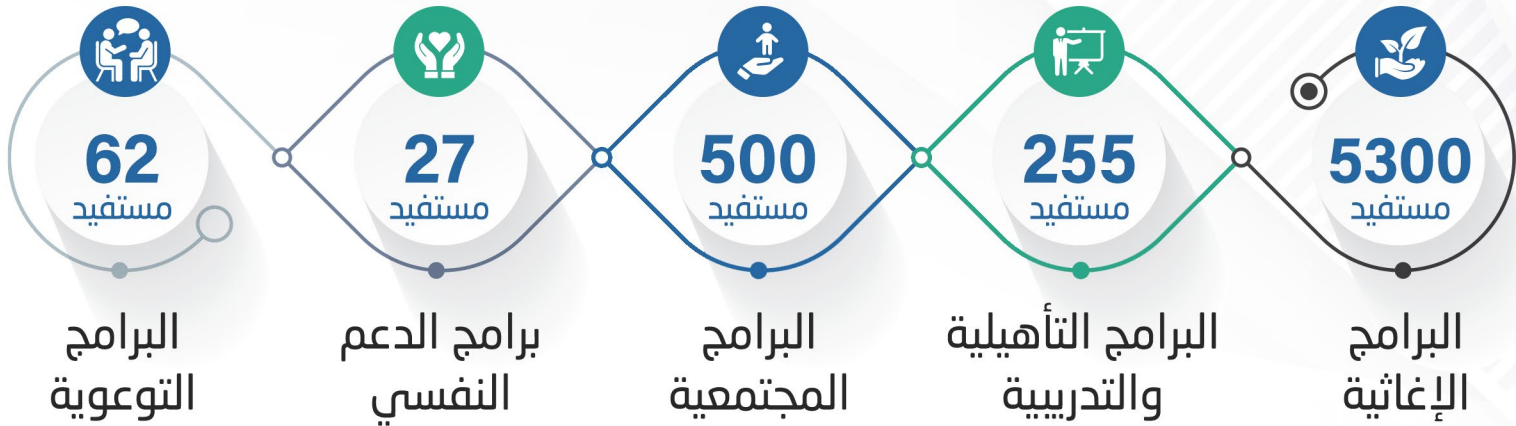 5300
مستفيد
البرامج
الإغاثية
255
مستفيد
البرامج التأهيلية
والتدريبية
500
مستفيد
البرامج
المجتمعية
27
مستفيد
برامج الدعم
النفسي
62
مستفيد
البرامج
التوعوية